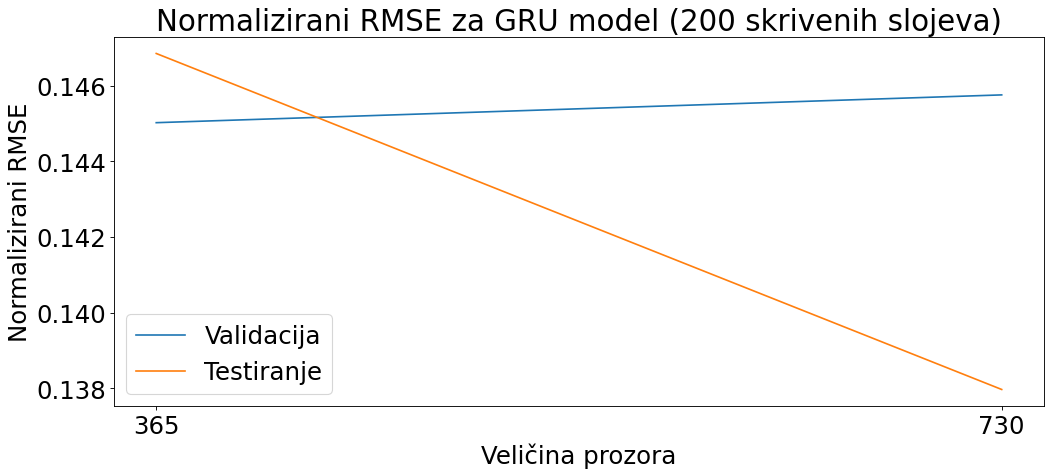 Normalizirani RMSE za GRU model (200 skrivenih slojeva)
Normalizirani RMSE
0.146
0.144
0.142
0.140
0.138
Validacija
Testiranje
365
730
Veličina prozora